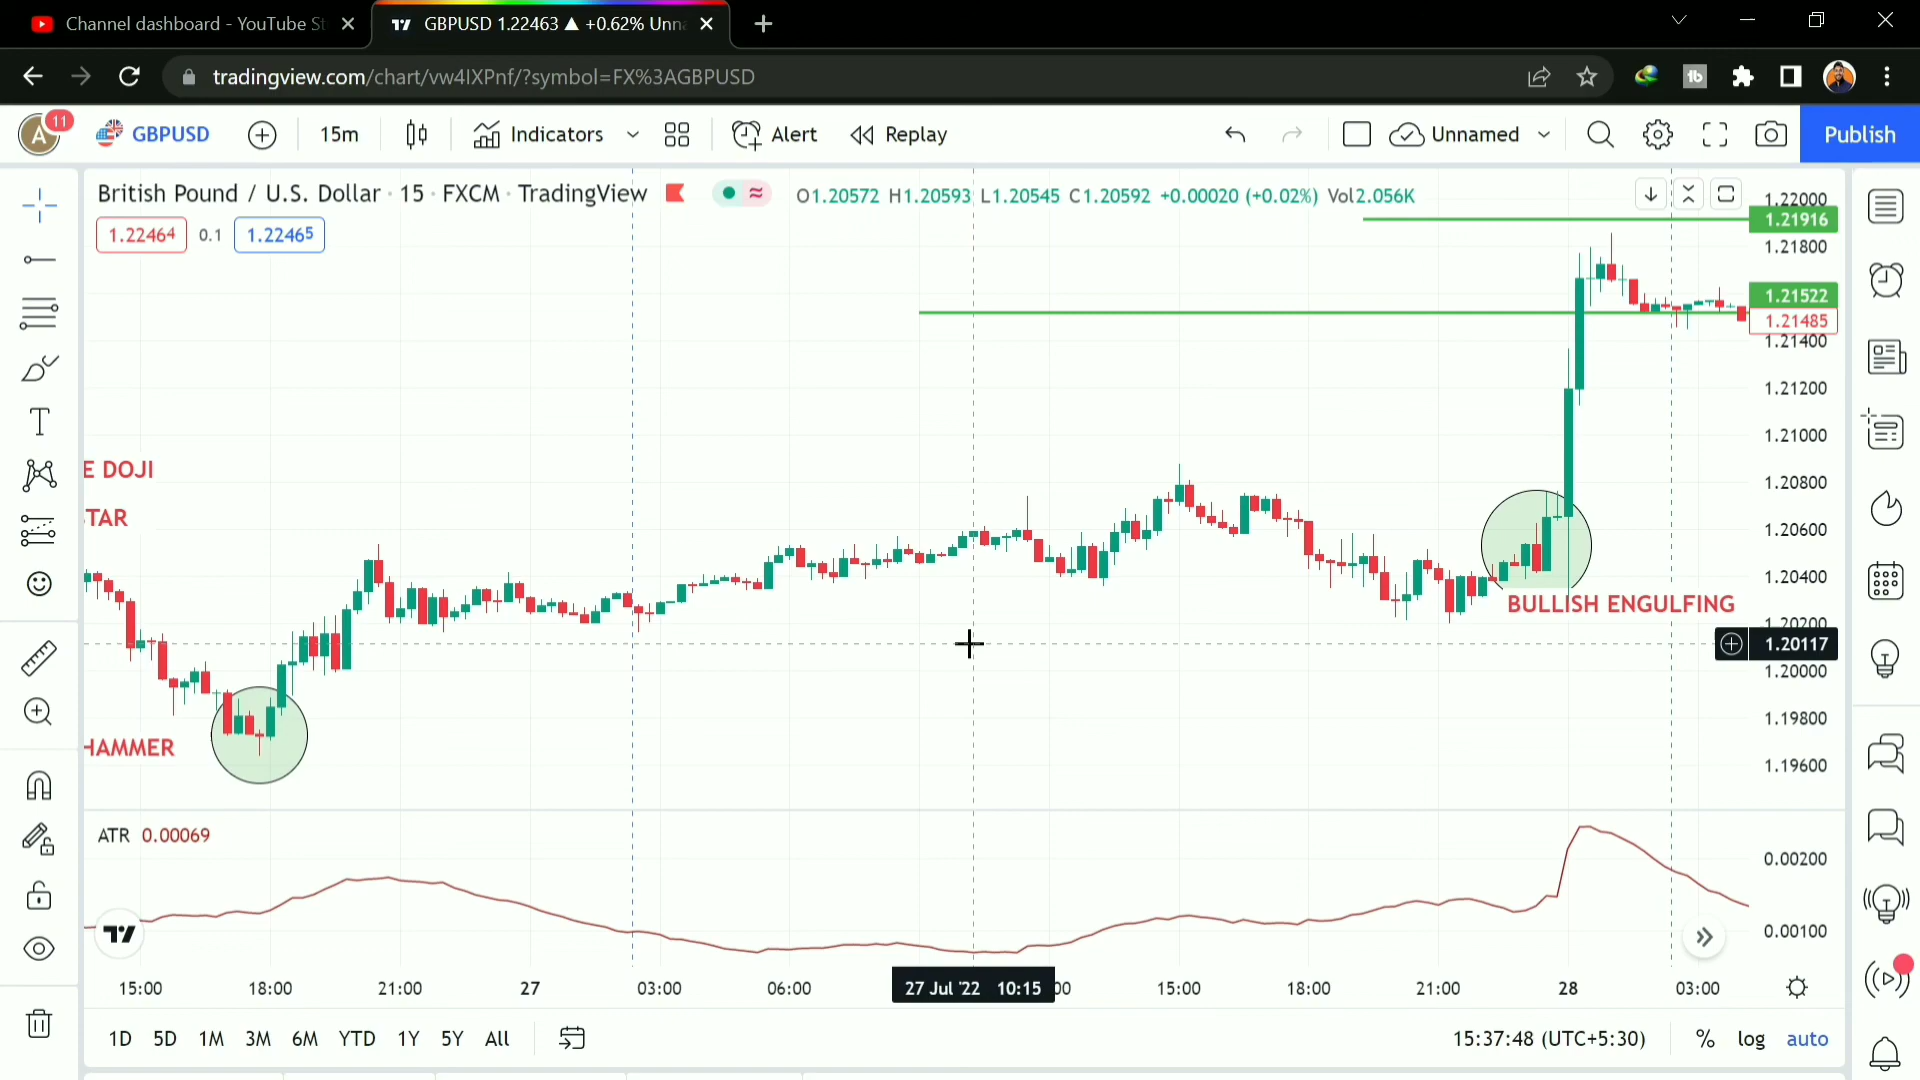 Channel dashboard - YouTube St
GBPUSD 1.22463 ▲ +0.62% Unna
tradingview.com/chart/vw4IXPnf/?symbol=FX%3AGBPUSD
A
11
GBPUSD
15m
Indicators
Alert
Replay
Unnamed
Publish
British Pound / U.S. Dollar · 15 · FXCM · TradingView
O1.20572 H1.20593 L1.20545 C1.20592 +0.00020 (+0.02%) Vol2.056K
1.22464 0.1 1.22465
1.22000
1.21916
1.21800
1.21522
1.21485
1.21400
1.21200
1.21000
1.20800
1.20600
1.20400
1.20200
1.20117
1.20000
1.19800
1.19600
E DOJI
TAR
BULLISH ENGULFING
HAMMER
ATR 0.00069
0.00200
0.00100
15:00 18:00 21:00 27 03:00 06:00 27 Jul '22 10:15 00 15:00 18:00 21:00 28 03:00
1D 5D 1M 3M 6M YTD 1Y 5Y All
15:37:48 (UTC+5:30) % log auto